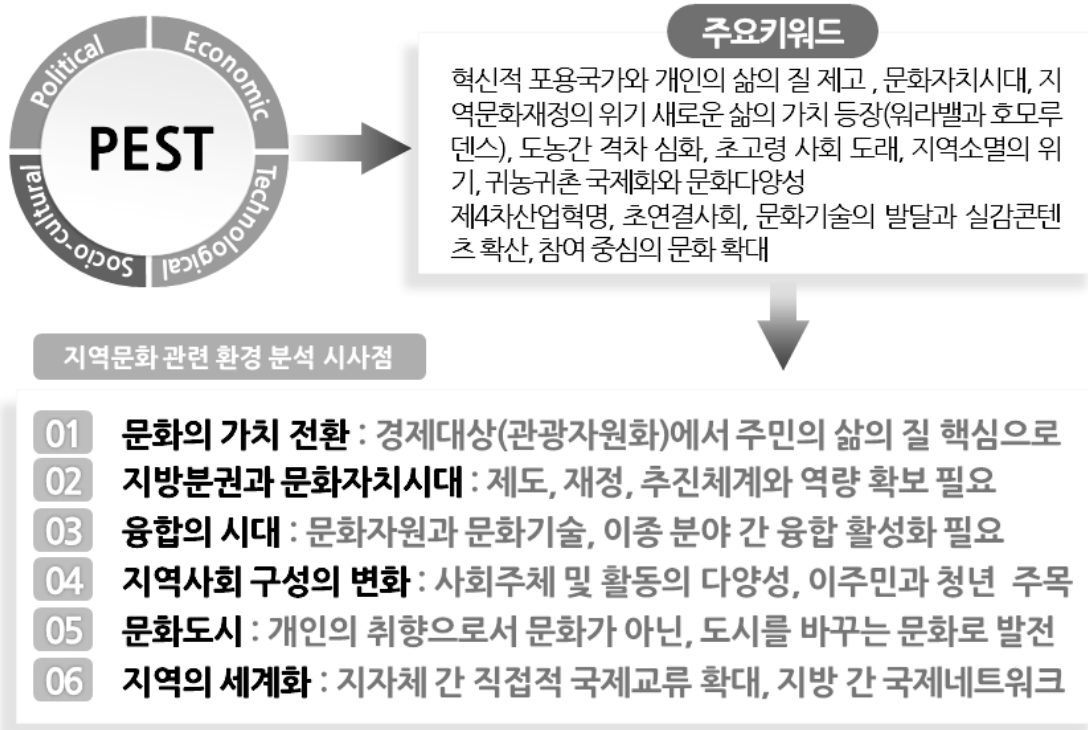 Political
Economic
Socio-cultural
Technological
PEST
주요키워드
혁신적 포용국가와 개인의 삶의 질 제고 , 문화자치시대, 지
역문화재정의 위기 새로운 삶의 가치 등장(워라밸과 호모루
덴스), 도농간 격차 심화, 초고령 사회 도래, 지역소멸의 위
기, 귀농귀촌 국제화와 문화다양성
제4차산업혁명, 초연결사회, 문화기술의 발달과 실감콘텐
츠 확산, 참여 중심의 문화 확대
지역문화 관련 환경 분석 시사점
01 문화의 가치 전환 : 경제대상(관광자원화)에서 주민의 삶의 질 핵심으로
02 지방분권과 문화자치시대 : 제도, 재정, 추진체계와 역량 확보 필요
03 융합의 시대 : 문화자원과 문화기술, 이종 분야 간 융합 활성화 필요
04 지역사회 구성의 변화 : 사회주체 및 활동의 다양성, 이주민과 청년 주목
05 문화도시 : 개인의 취향으로서 문화가 아닌, 도시를 바꾸는 문화로 발전
06 지역의 세계화 : 지자체 간 직접적 국제교류 확대, 지방 간 국제네트워크